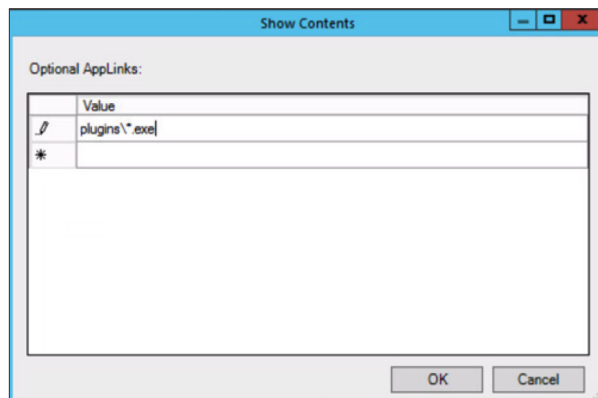 Show Contents
Optional AppLinks:
Value
plugins\*.exe
OK Cancel